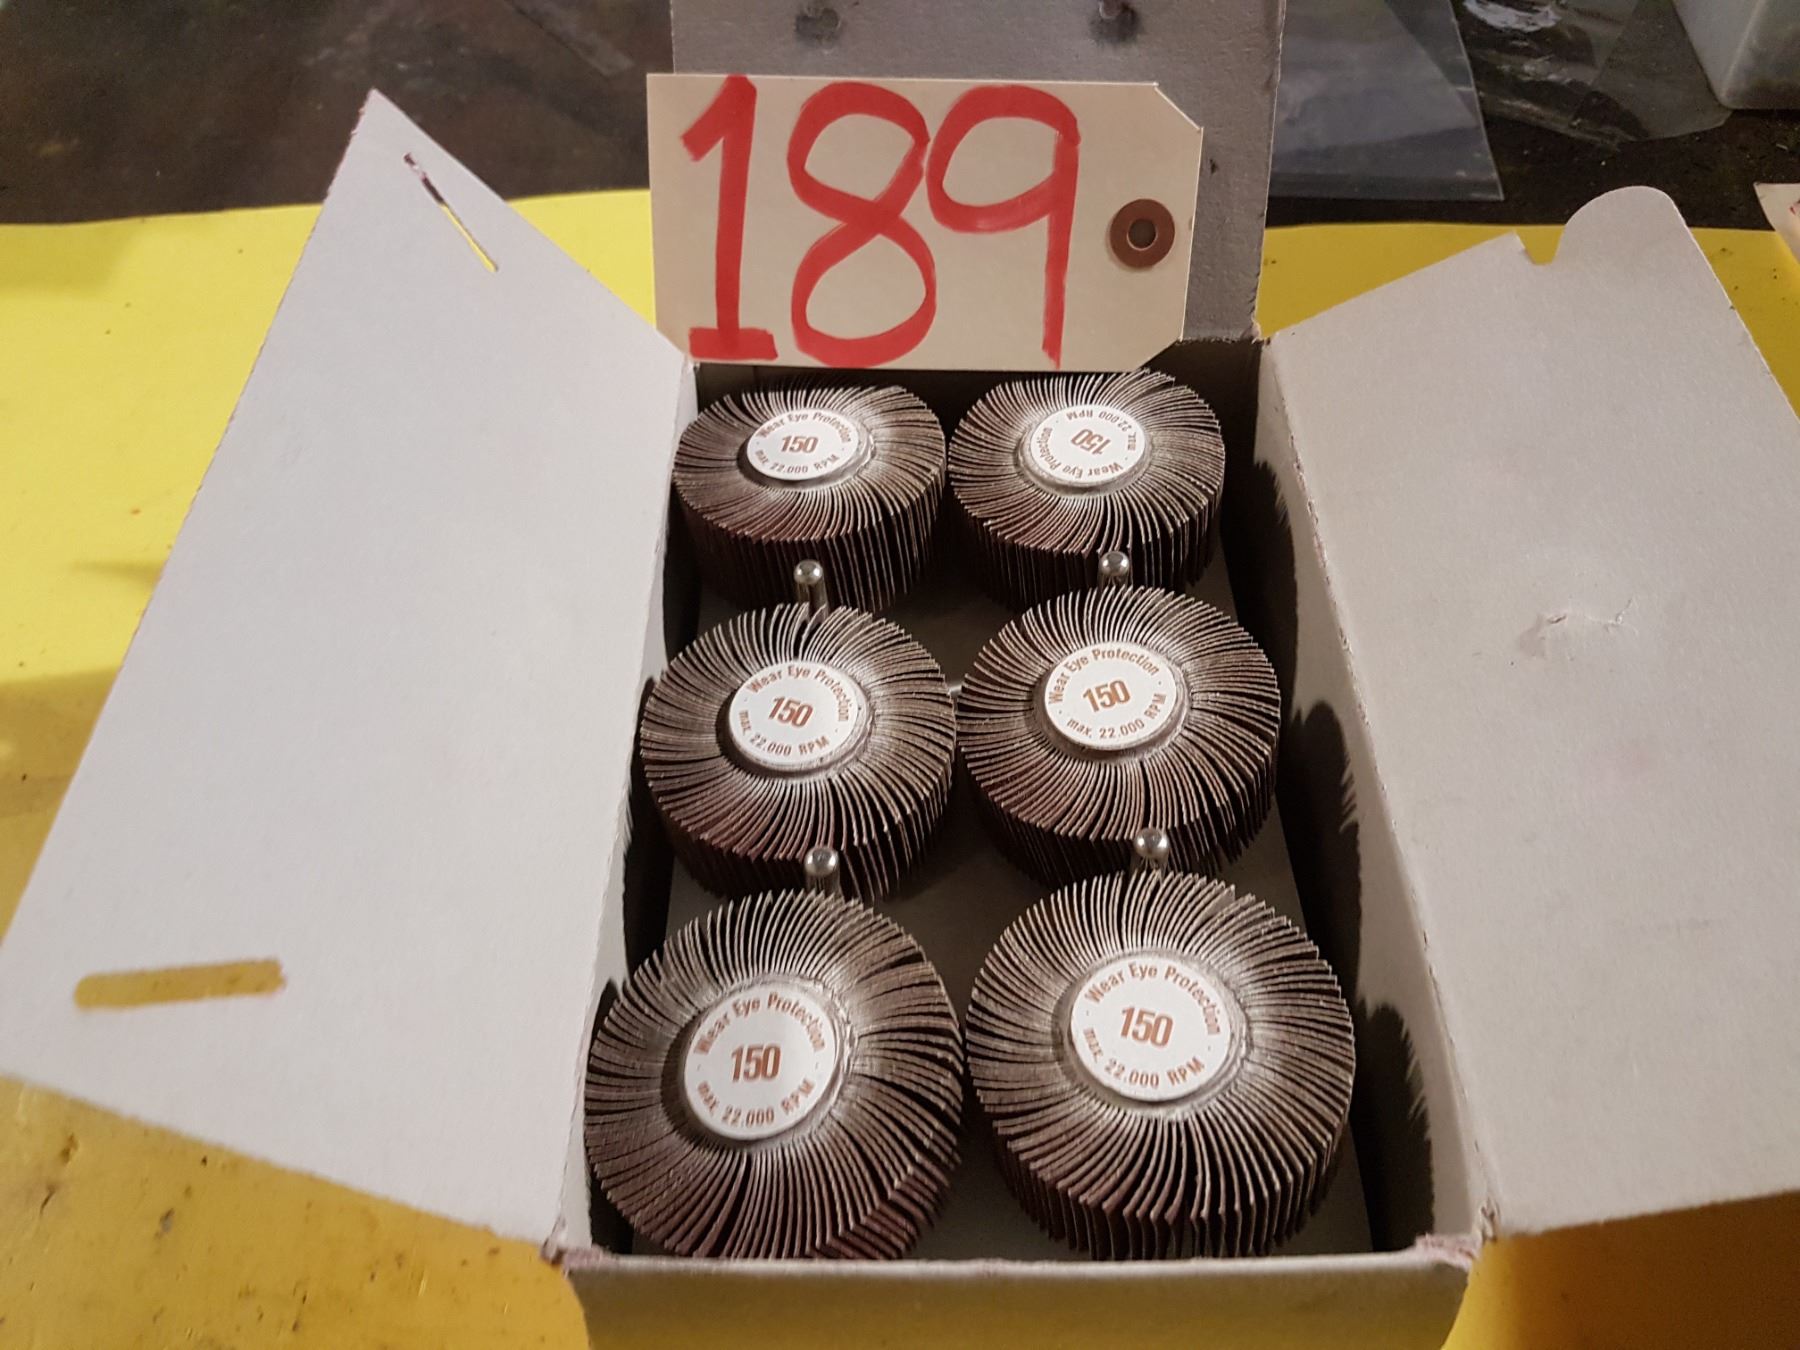 189
Wear Eye Protection
150
max. 22.000 RPM
Wear Eye Protection
150
max. 22.000 RPM
Wear Eye Protection
150
max. 22.000 RPM
Wear Eye Protection
150
max. 22.000 RPM
Wear Eye Protection
150
max. 22.000 RPM
Wear Eye Protection
150
max. 22.000 RPM